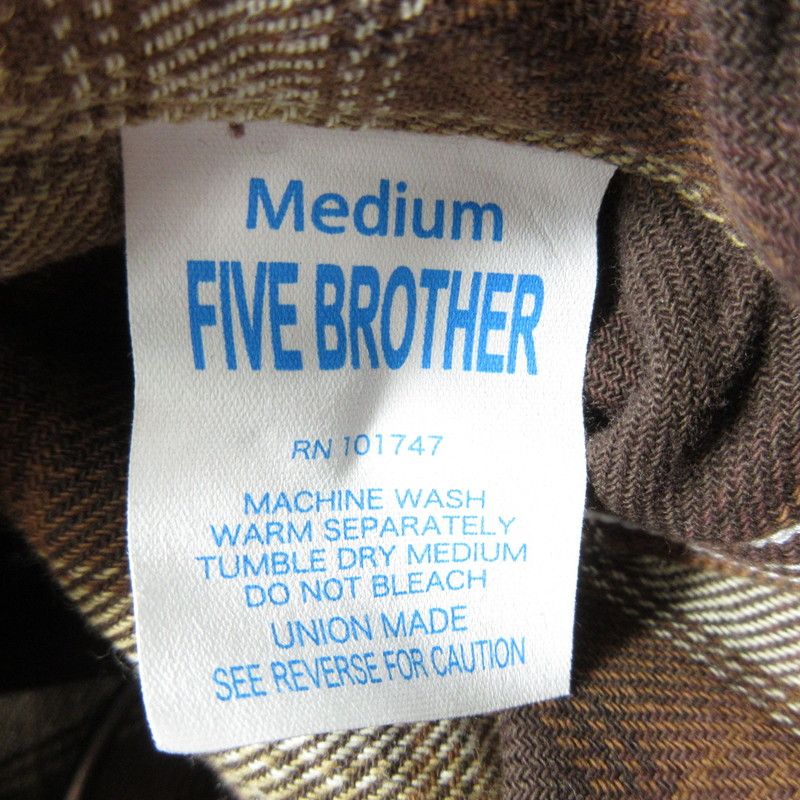 Medium
FIVE BROTHER
RN 101747
MACHINE WASH
WARM SEPARATELY
TUMBLE DRY MEDIUM
DO NOT BLEACH
UNION MADE
SEE REVERSE FOR CAUTION